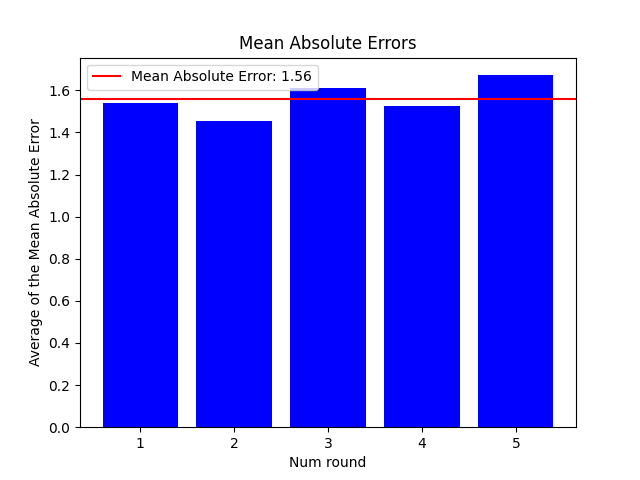 Mean Absolute Errors
Mean Absolute Error: 1.56
Average of the Mean Absolute Error
1.6
1.4
1.2
1.0
0.8
0.6
0.4
0.2
0.0
1 2 3 4 5
Num round